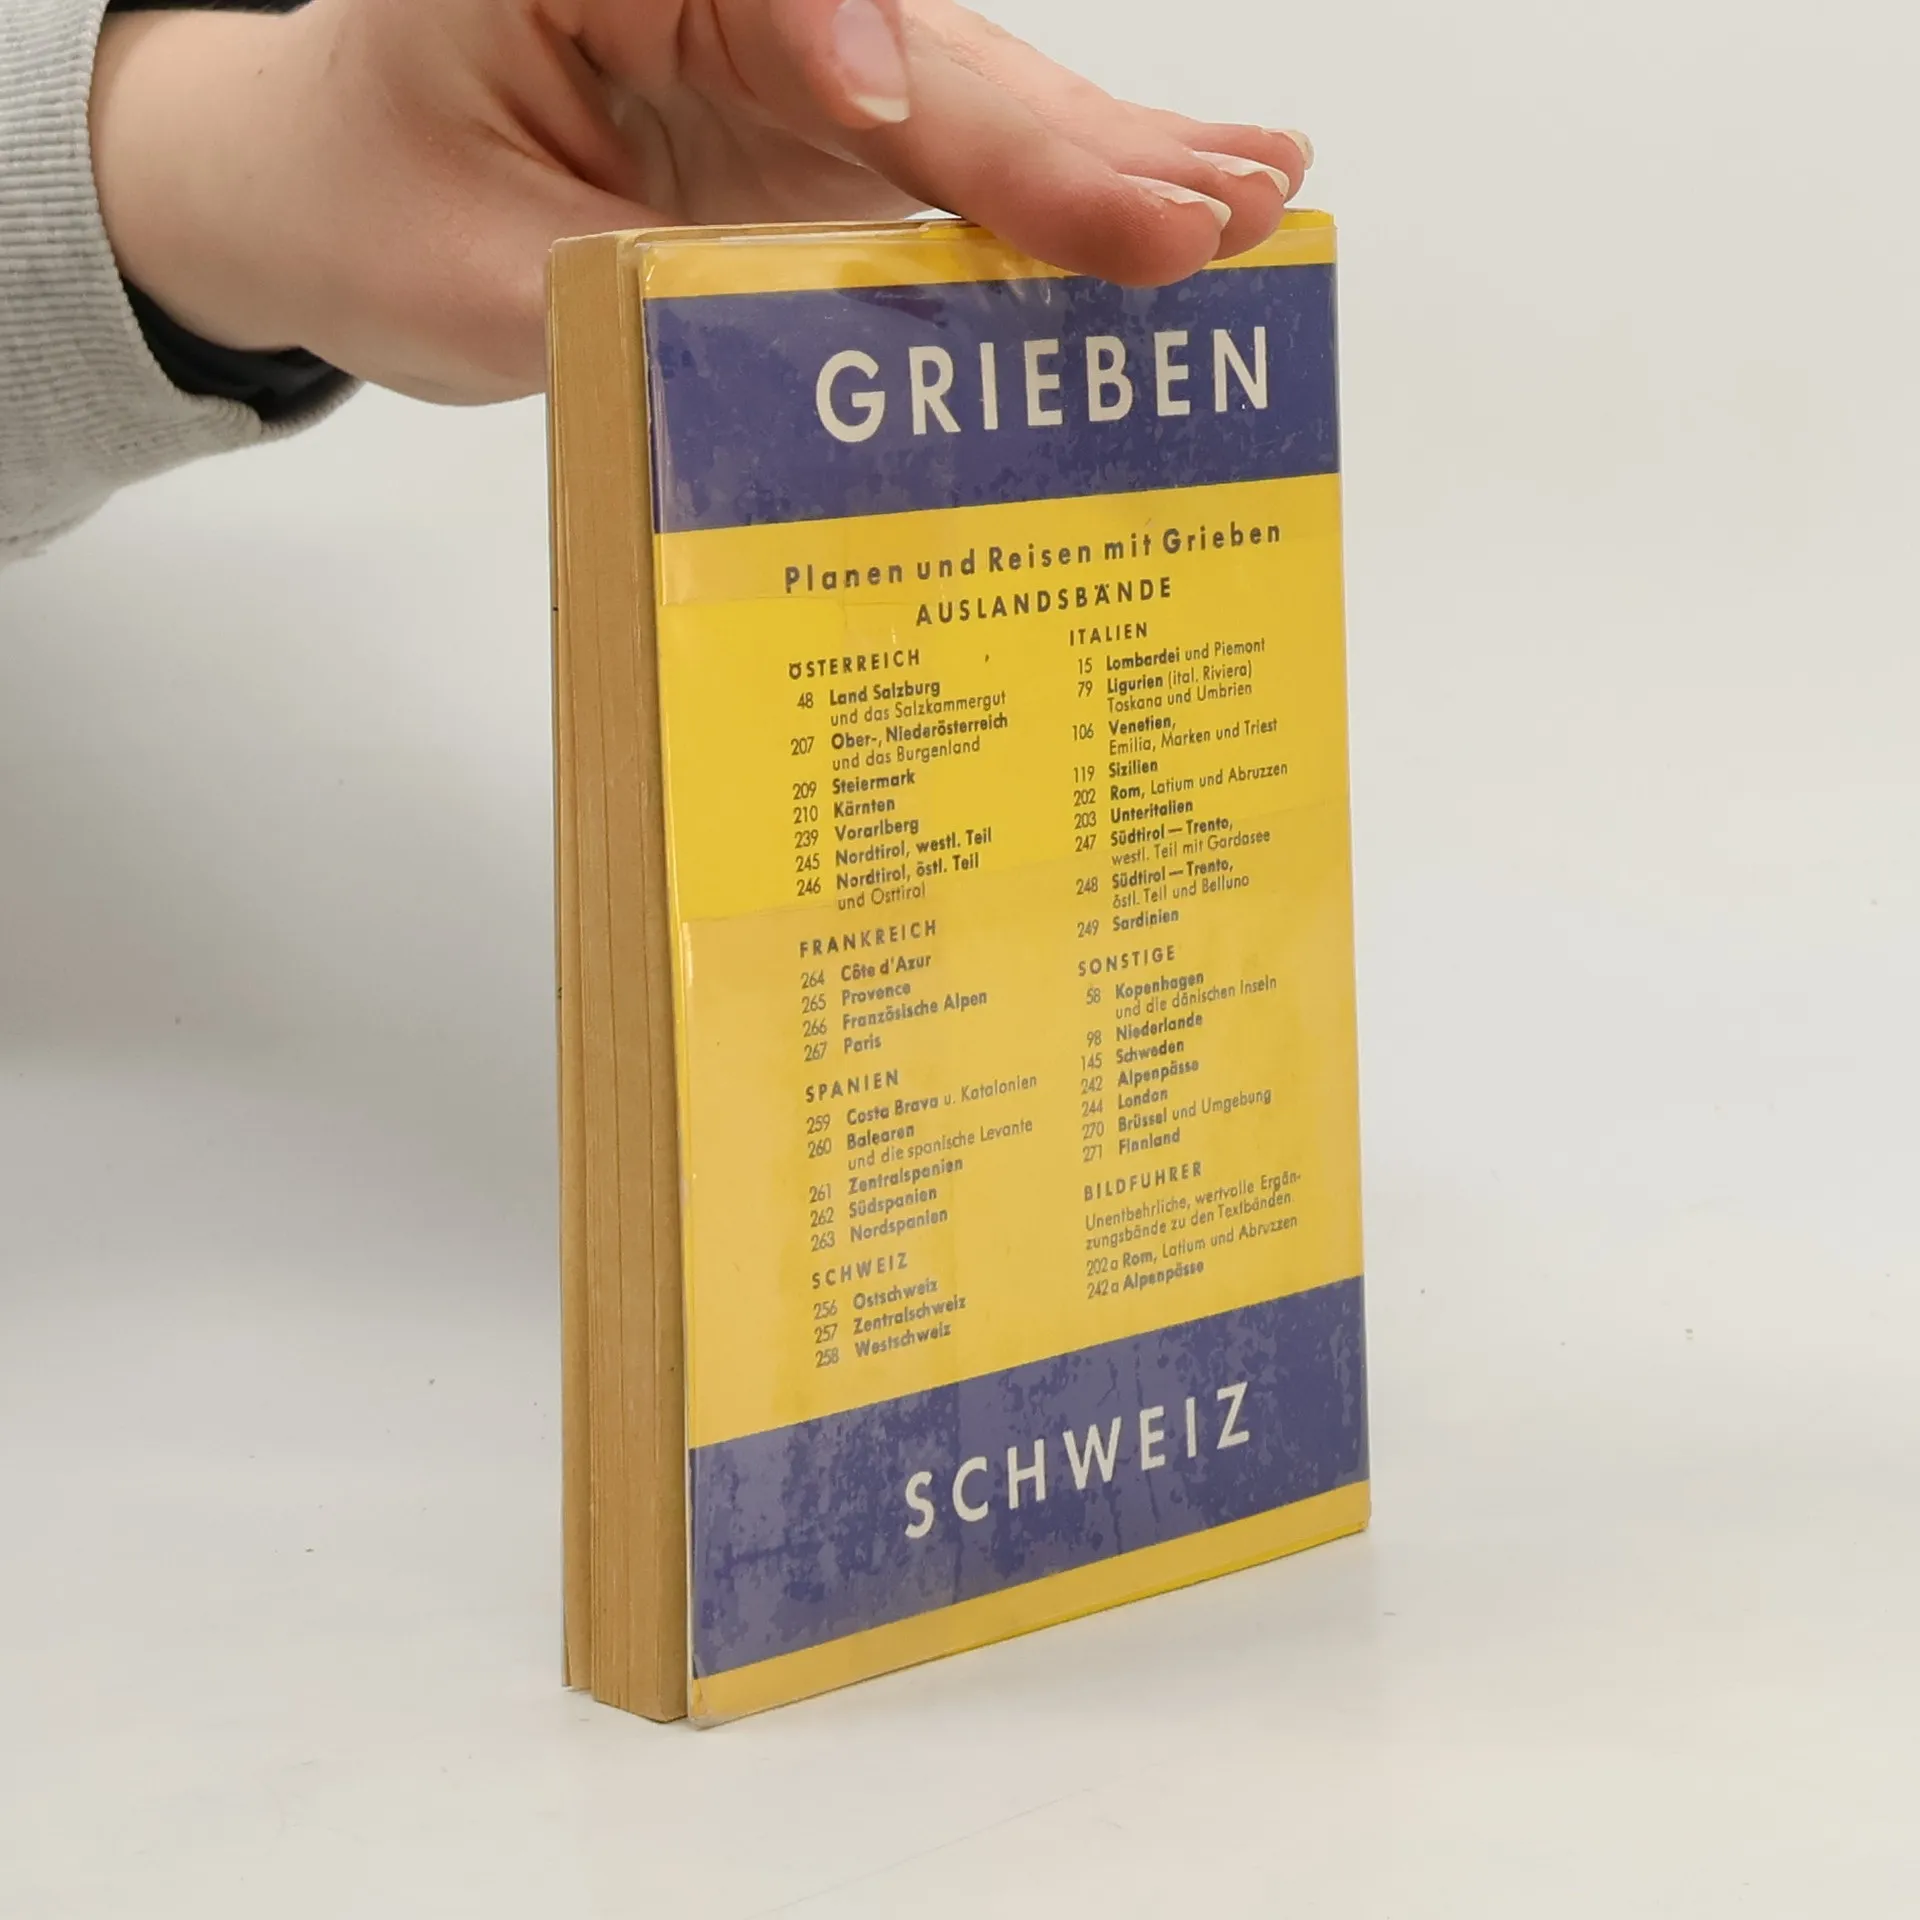 GRIEBEN
Planen und Reisen mit Grieben
AUSLANDSBÄNDE
ÖSTERREICH
48 Land Salzburg
und das Salzkammergut
207 Ober-, Niederösterreich
und das Burgenland
209 Steiermark
210 Kärnten
239 Vorarlberg
245 Nordtirol, westl. Teil
246 Nordtirol, östl. Teil
und Osttirol
FRANKREICH
264 Côte d'Azur
265 Provence
266 Französische Alpen
267 Paris
SPANIEN
259 Costa Brava u. Katalonien
260 Balearen
und die spanische Levante
261 Zentralspanien
262 Südspanien
263 Nordspanien
SCHWEIZ
256 Ostschweiz
257 Zentralschweiz
258 Westschweiz
ITALIEN
15 Lombardei und Piemont
79 Ligurien (ital. Riviera)
Toskana und Umbrien
106 Venetien,
Emilia, Marken und Triest
119 Sizilien
202 Rom, Latium und Abruzzen
203 Unteritalien
247 Südtirol — Trento,
westl. Teil mit Gardasee
248 Südtirol — Trento,
östl. Teil und Belluno
249 Sardinien
SONSTIGE
58 Kopenhagen
und die dänischen Inseln
98 Niederlande
145 Schweden
242 Alpenpässe
244 London
270 Brüssel und Umgebung
271 Finnland
BILDFUHRER
Unentbehrliche, wertvolle Ergän-
zungsbände zu den Textbänden
202a Rom, Latium und Abruzzen
242a Alpenpässe
SCHWEIZ